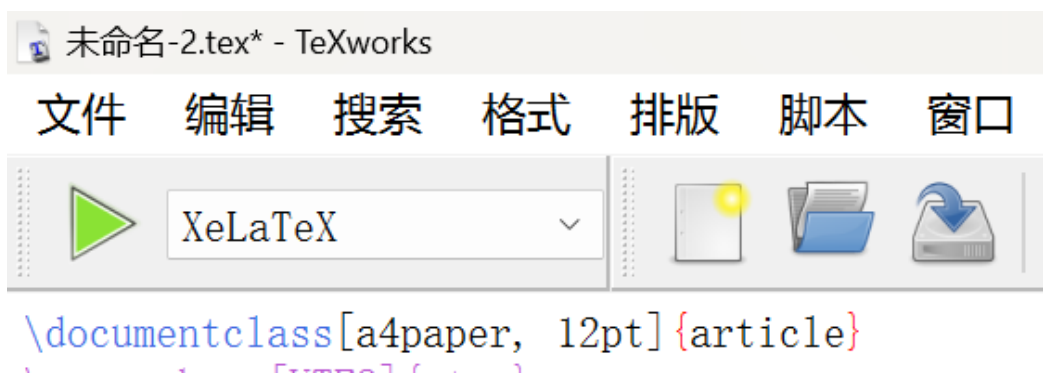 未命名-2.tex* - TeXworks
文件 编辑 搜索 格式 排版 脚本 窗口
XeLaTeX
\documentclass[a4paper, 12pt]{article}